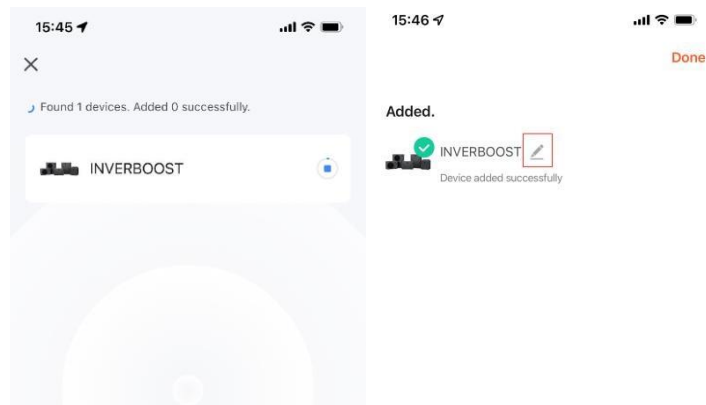 15:45
Found 1 devices. Added 0 successfully.
INVERBOOST
15:46
Done
Added.
INVERBOOST
Device added successfully